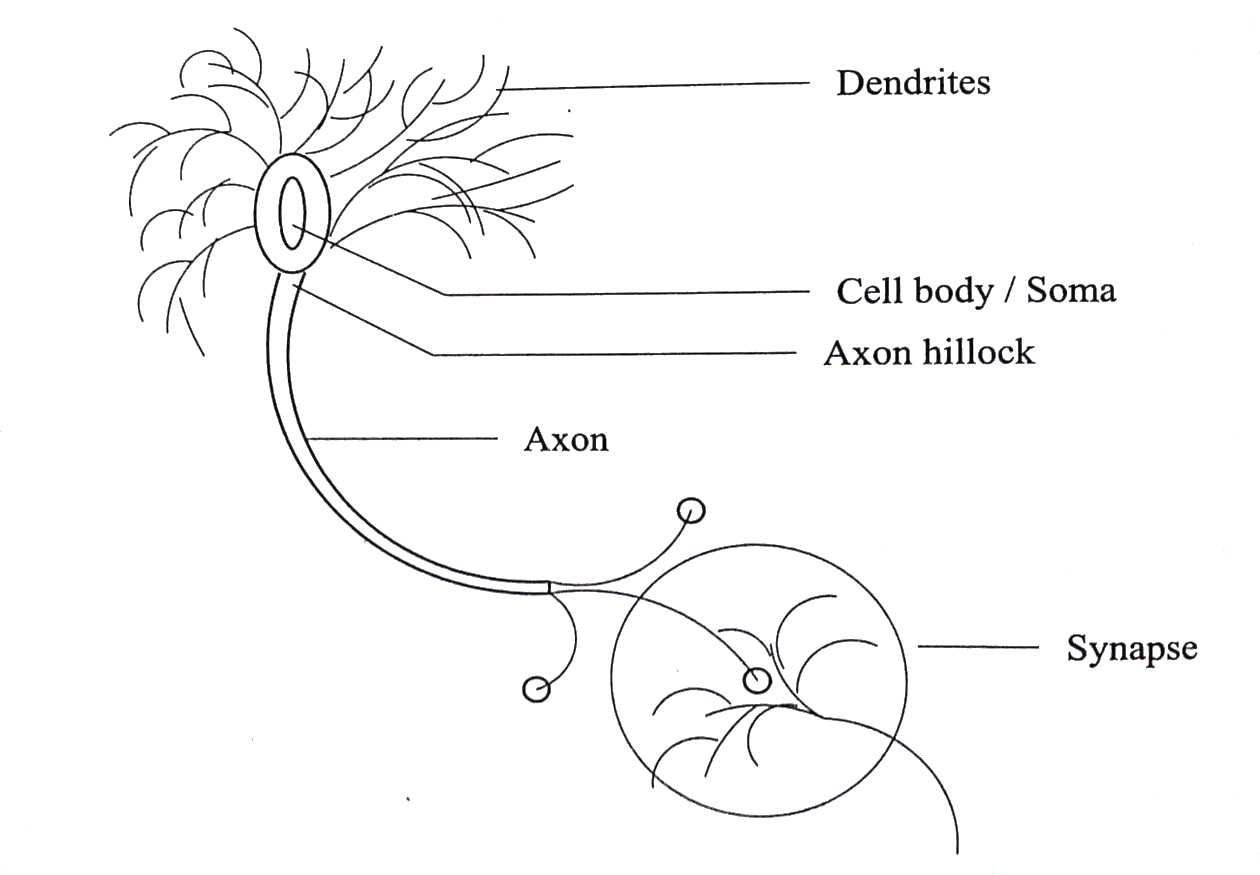 Dendrites
Cell body / Soma
Axon hillock
Axon
Synapse